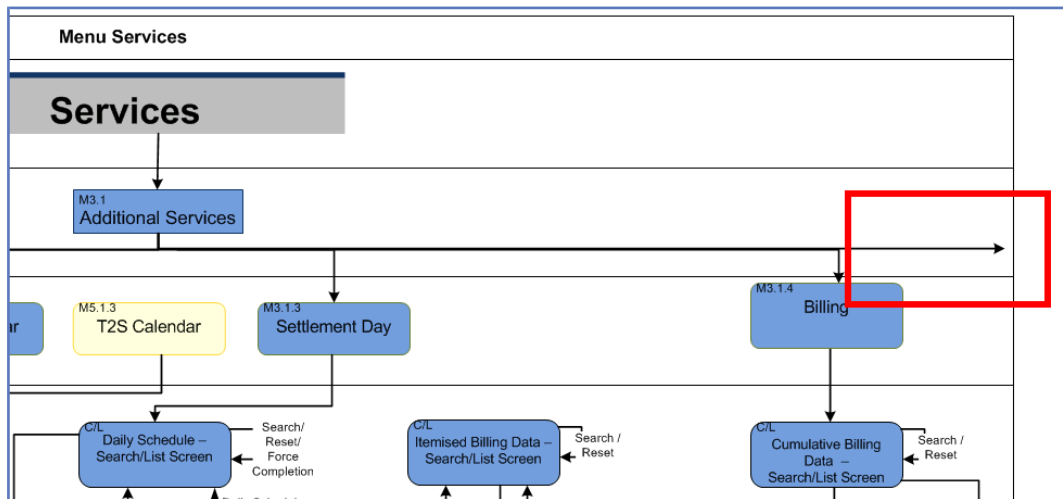 Menu Services
Services
M3.1
Additional Services
M5.1.3
T2S Calendar
M3.1.3
Settlement Day
M3.1.4
Billing
C/L
Daily Schedule –
Search/List Screen
Search/
Reset/
Force
Completion
C/L
Itemised Billing Data –
Search/List Screen
Search /
Reset
C/L
Cumulative Billing
Data –
Search/List Screen
Search /
Reset